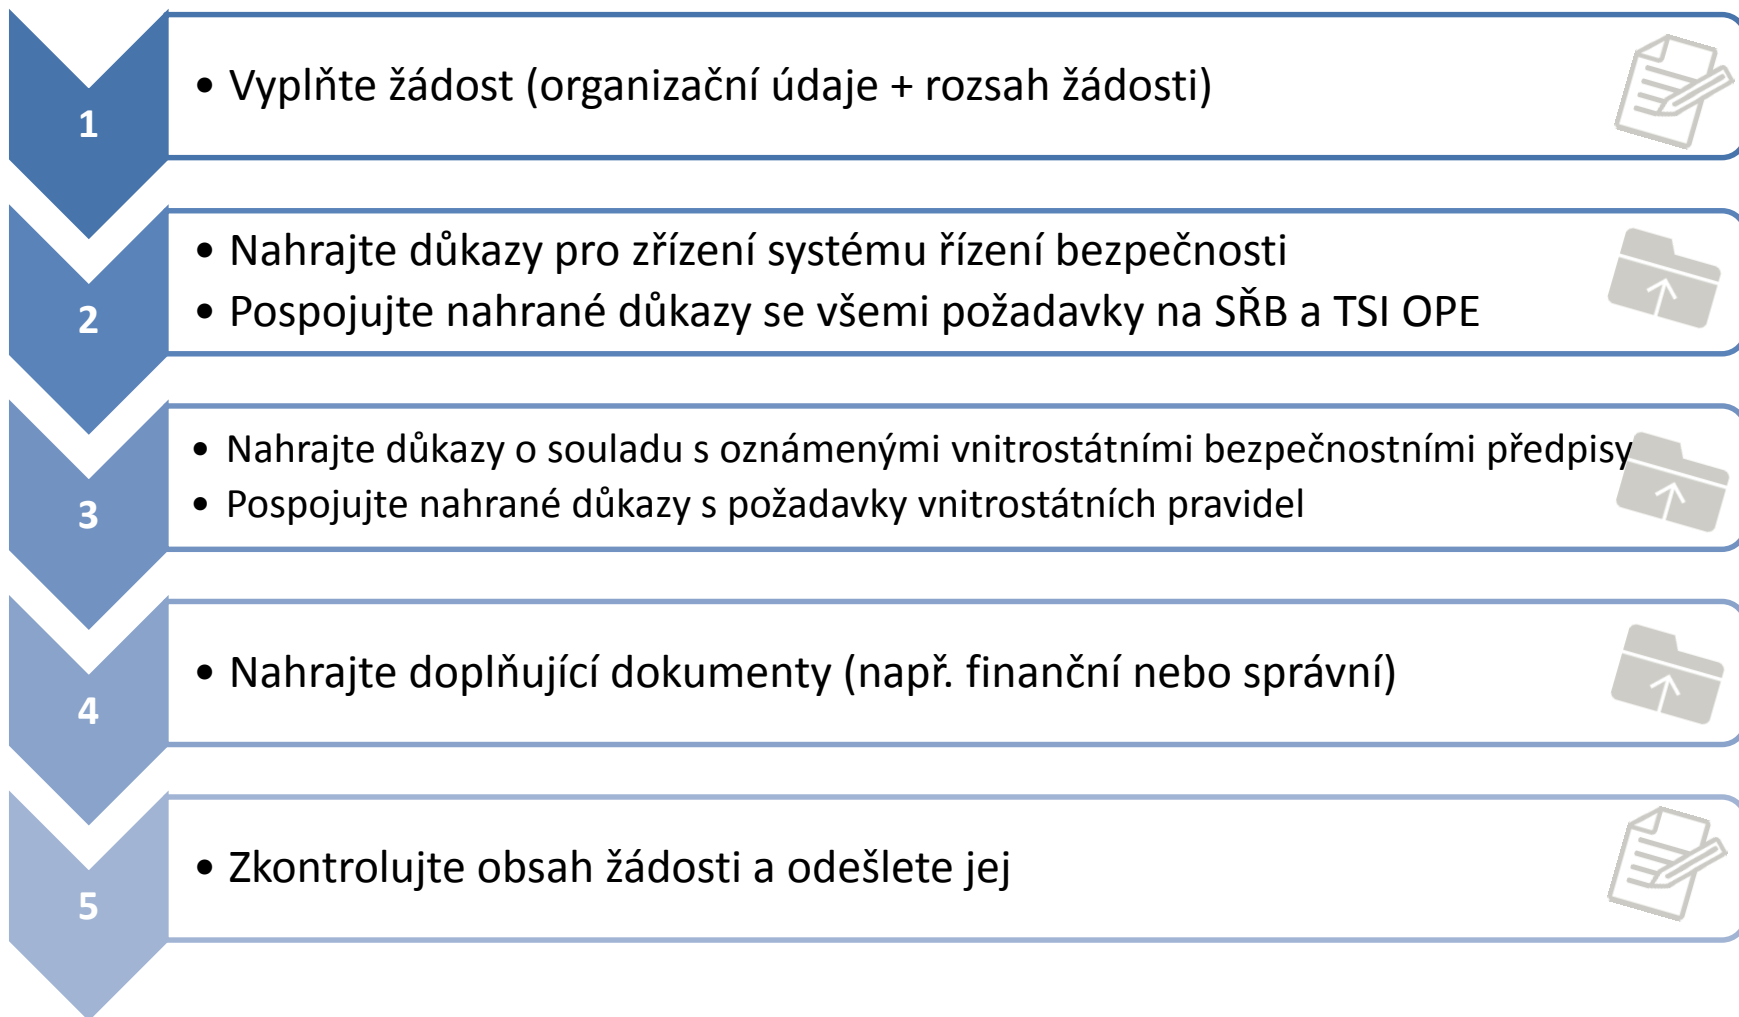 1
• Vyplňte žádost (organizační údaje + rozsah žádosti)
2
• Nahrajte důkazy pro zřízení systému řízení bezpečnosti
• Pospojujte nahrané důkazy se všemi požadavky na SŘB a TSI OPE
3
• Nahrajte důkazy o souladu s oznámenými vnitrostátními bezpečnostními předpisy
• Pospojujte nahrané důkazy s požadavky vnitrostátních pravidel
4
• Nahrajte doplňující dokumenty (např. finanční nebo správní)
5
• Zkontrolujte obsah žádosti a odešlete jej